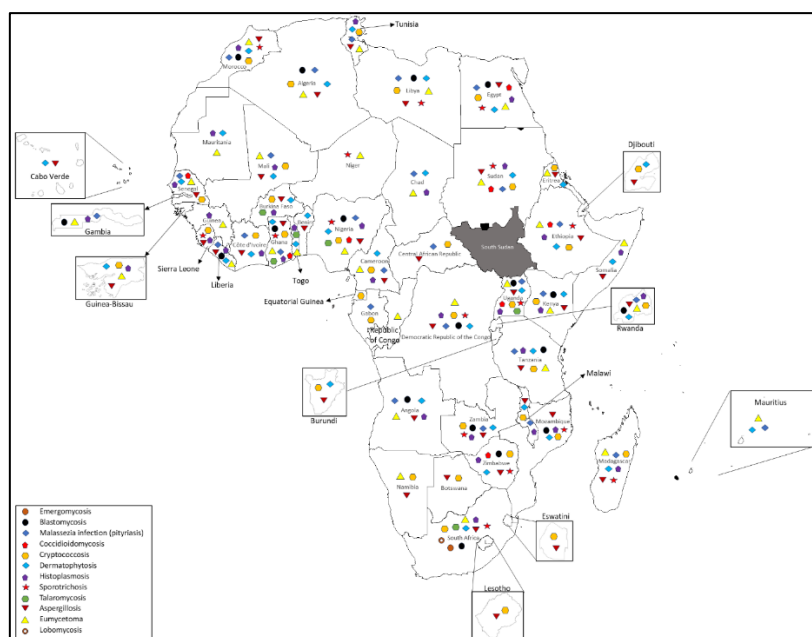 Tunisia
Morocco
Algeria
Libya
Egypt
Cabo Verde
Mauritania
Mali
Niger
Chad
Sudan
Eritrea
Djibouti
Senegal
Gambia
Guinea
Burkina Faso
Benin
Nigeria
Ghana
Côte d'Ivoire
Sierra Leone
Liberia
Togo
Guinea-Bissau
Cameroon
Central African Republic
South Sudan
Ethiopia
Somalia
Equatorial Guinea
Gabon
Republic
of Congo
Democratic Republic of the Congo
Uganda
Kenya
Rwanda
Burundi
Tanzania
Malawi
Angola
Zambia
Mozambique
Mauritius
Zimbabwe
Madagascar
Namibia
Botswana
South Africa
Eswatini
Lesotho
Emergomycosis
Blastomycosis
Malassezia infection (pityriasis)
Coccidioidomycosis
Cryptococcosis
Dermatophytosis
Histoplasmosis
Sporotrichosis
Talaromycosis
Aspergillosis
Eumycetoma
Lobomycosis